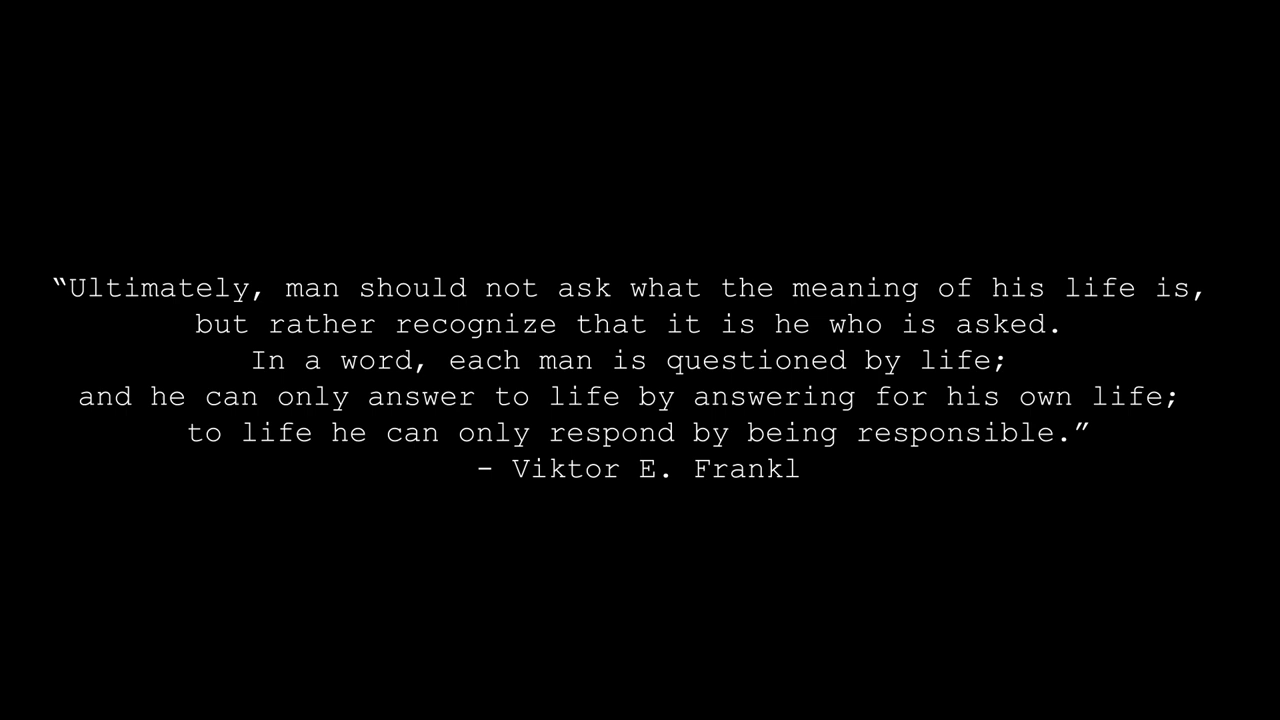 “Ultimately, man should not ask what the meaning of his life is,
but rather recognize that it is he who is asked.
In a word, each man is questioned by life;
and he can only answer to life by answering for his own life;
to life he can only respond by being responsible.”
- Viktor E. Frankl